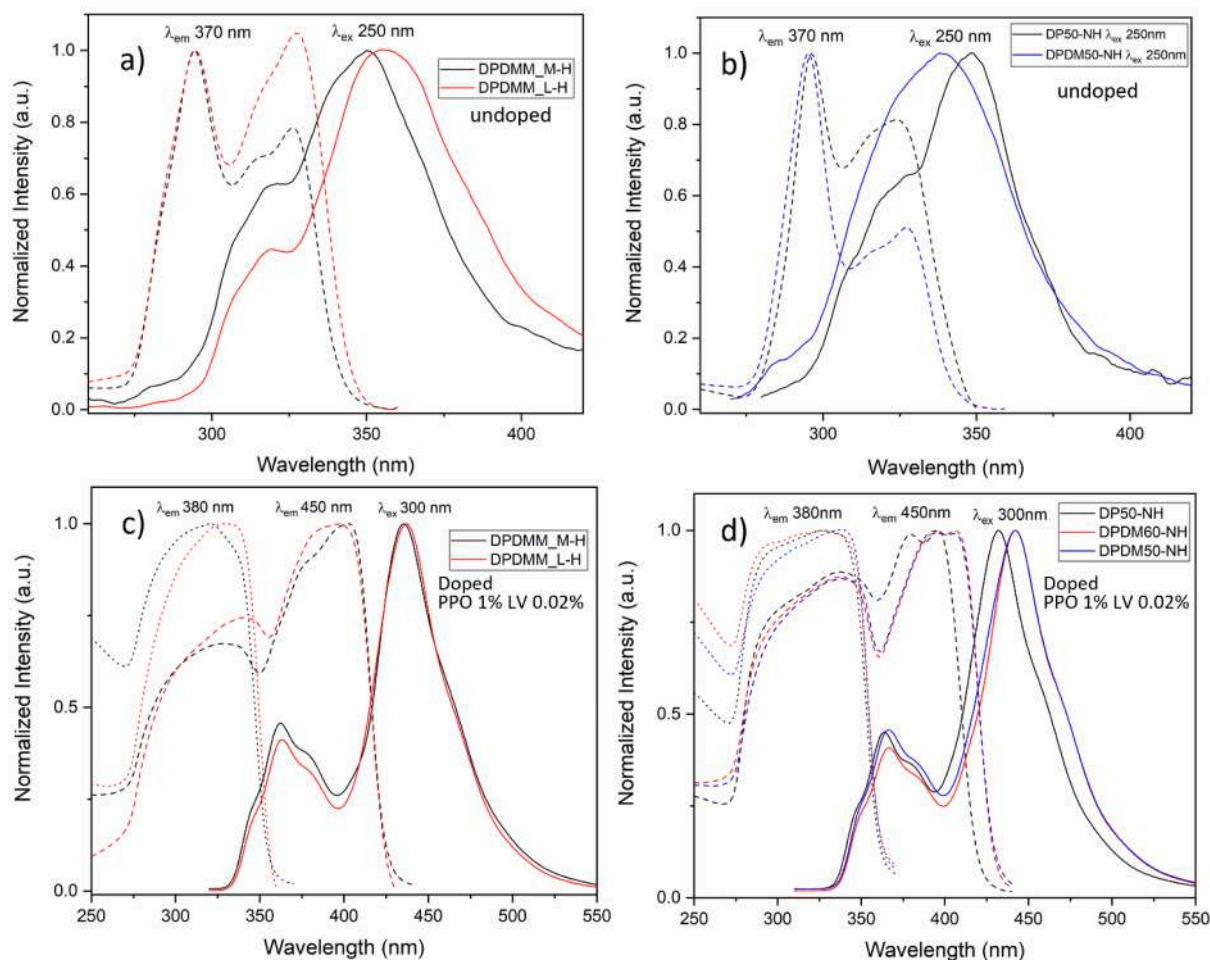 a)
λem 370 nm
λex 250 nm
DPDMM_M-H
DPDMM_L-H
undoped
Normalized Intensity (a.u.)
1.0
0.8
0.6
0.4
0.2
0.0
300
350
400
Wavelength (nm)
b)
λem 370 nm
λex 250 nm
DP50-NH λex 250nm
DPDM50-NH λex 250nm
undoped
Normalized Intensity (a.u.)
1.0
0.8
0.6
0.4
0.2
0.0
300
350
400
Wavelength (nm)
c)
λem 380 nm
λem 450 nm
λex 300 nm
DPDMM_M-H
DPDMM_L-H
Doped
PPO 1% LV 0.02%
Normalized Intensity (a.u.)
1.0
0.5
0.0
250 300 350 400 450 500 550
Wavelength (nm)
d)
λem 380nm
λem 450nm
λex 300nm
DP50-NH
DPDM60-NH
DPDM50-NH
Doped
PPO 1% LV 0.02%
Normalized Intensity (a.u.)
1.0
0.5
0.0
250 300 350 400 450 500 550
Wavelength (nm)